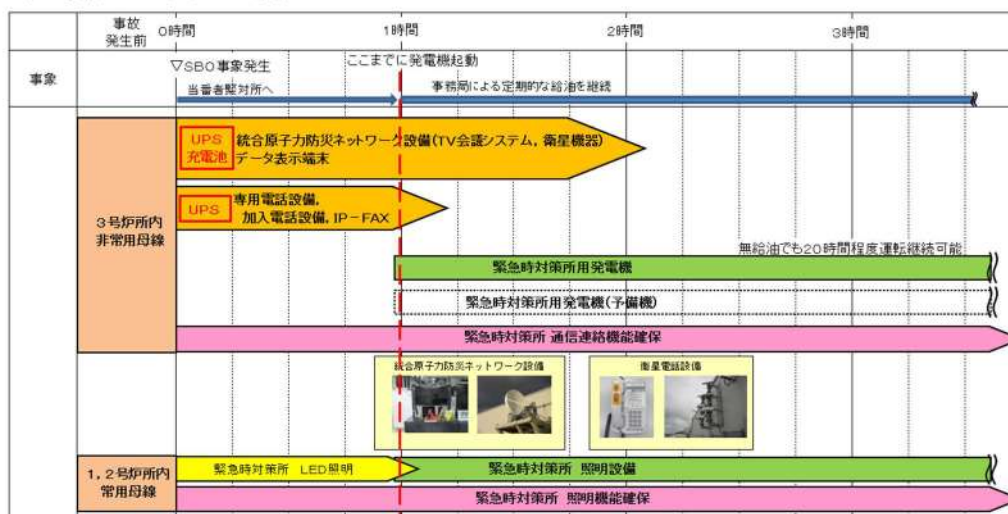 事故
発生前
0時間
1時間
2時間
3時間
事象
▽SBO事象発生
ここまでに発電機起動
当番者緊対所へ
事務局による定期的な給油を継続
3号炉所内
非常用母線
UPS
充電池
統合原子力防災ネットワーク設備(TV会議システム, 衛星機器)
データ表示端末
UPS
専用電話設備,
加入電話設備, IP-FAX
無給油でも20時間程度運転継続可能
緊急時対策所用発電機
緊急時対策所用発電機(予備機)
緊急時対策所 通信連絡機能確保
統合原子力防災ネットワーク設備
衛星電話設備
1, 2号炉所内
常用母線
緊急時対策所 LED照明
緊急時対策所 照明設備
緊急時対策所 照明機能確保